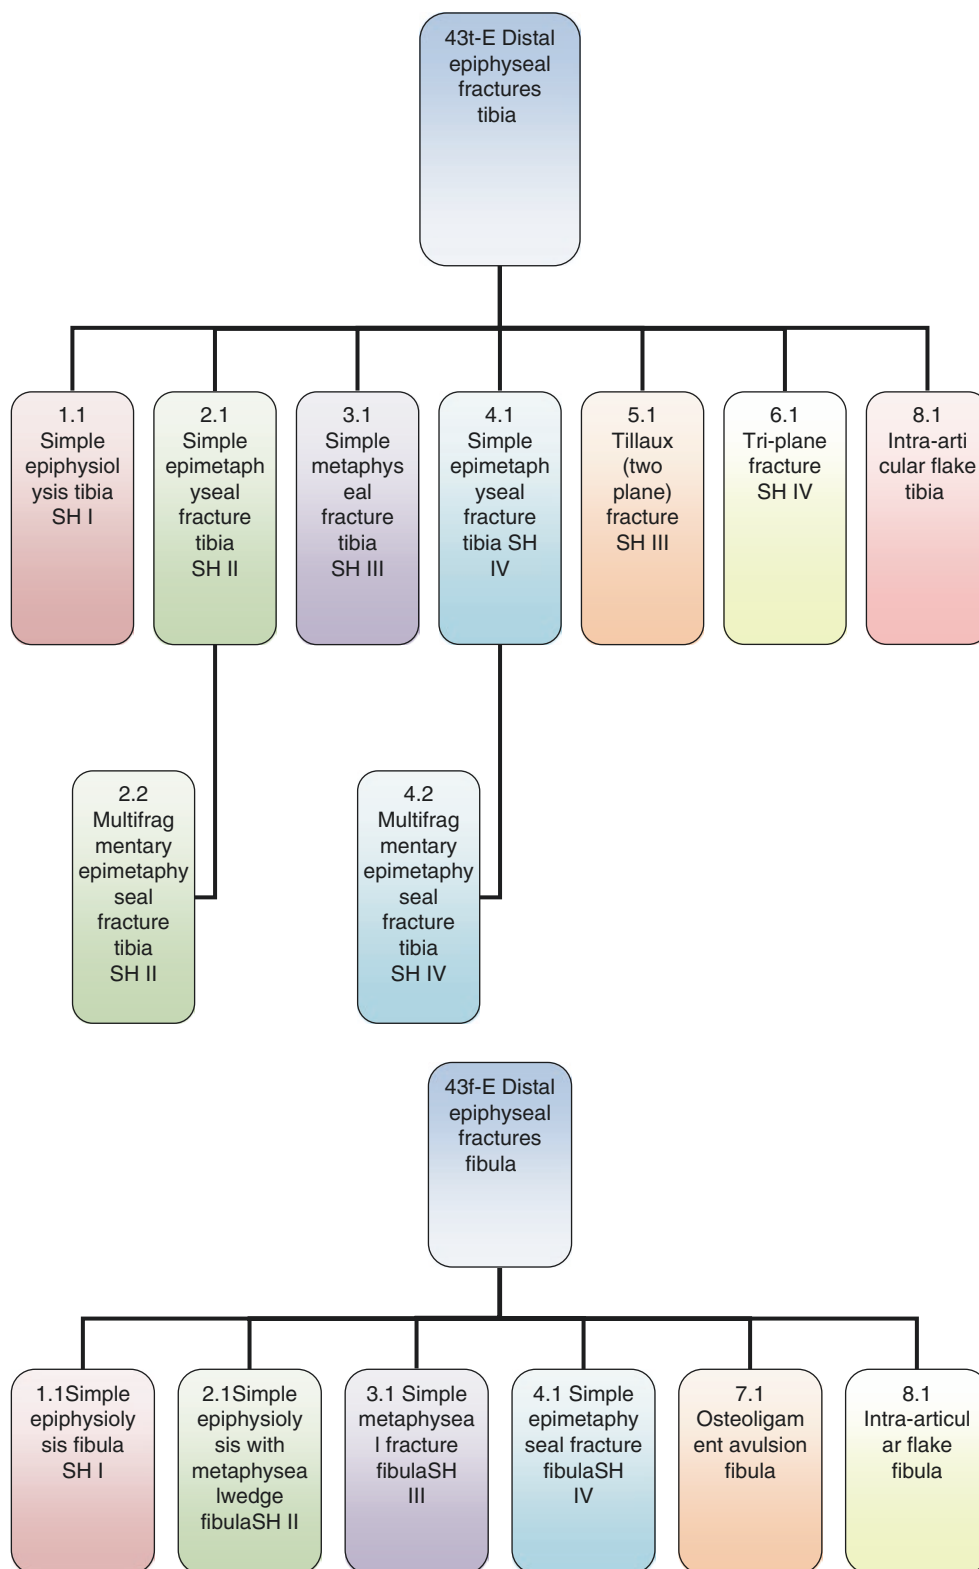 43t-E Distal
epiphyseal
fractures
tibia
1.1
Simple
epiphysiol
ysis tibia
SH I
2.1
Simple
epimetaph
yseal
fracture
tibia
SH II
3.1
Simple
metaphys
eal
fracture
tibia
SH III
4.1
Simple
epimetaph
yseal
fracture
tibia SH
IV
5.1
Tillaux
(two
plane)
fracture
SH III
6.1
Tri-plane
fracture
SH IV
8.1
Intra-arti
cular flake
tibia
2.2
Multifrag
mentary
epimetaphy
seal
fracture
tibia
SH II
4.2
Multifrag
mentary
epimetaphy
seal
fracture
tibia
SH IV
43f-E Distal
epiphyseal
fractures
fibula
1.1Simple
epiphysioly
sis fibula
SH I
2.1Simple
epiphysioly
sis with
metaphysea
lwedge
fibulaSH II
3.1 Simple
metaphysea
l fracture
fibulaSH
III
4.1 Simple
epimetaphy
seal fracture
fibulaSH
IV
7.1
Osteoligam
ent avulsion
fibula
8.1
Intra-articul
ar flake
fibula